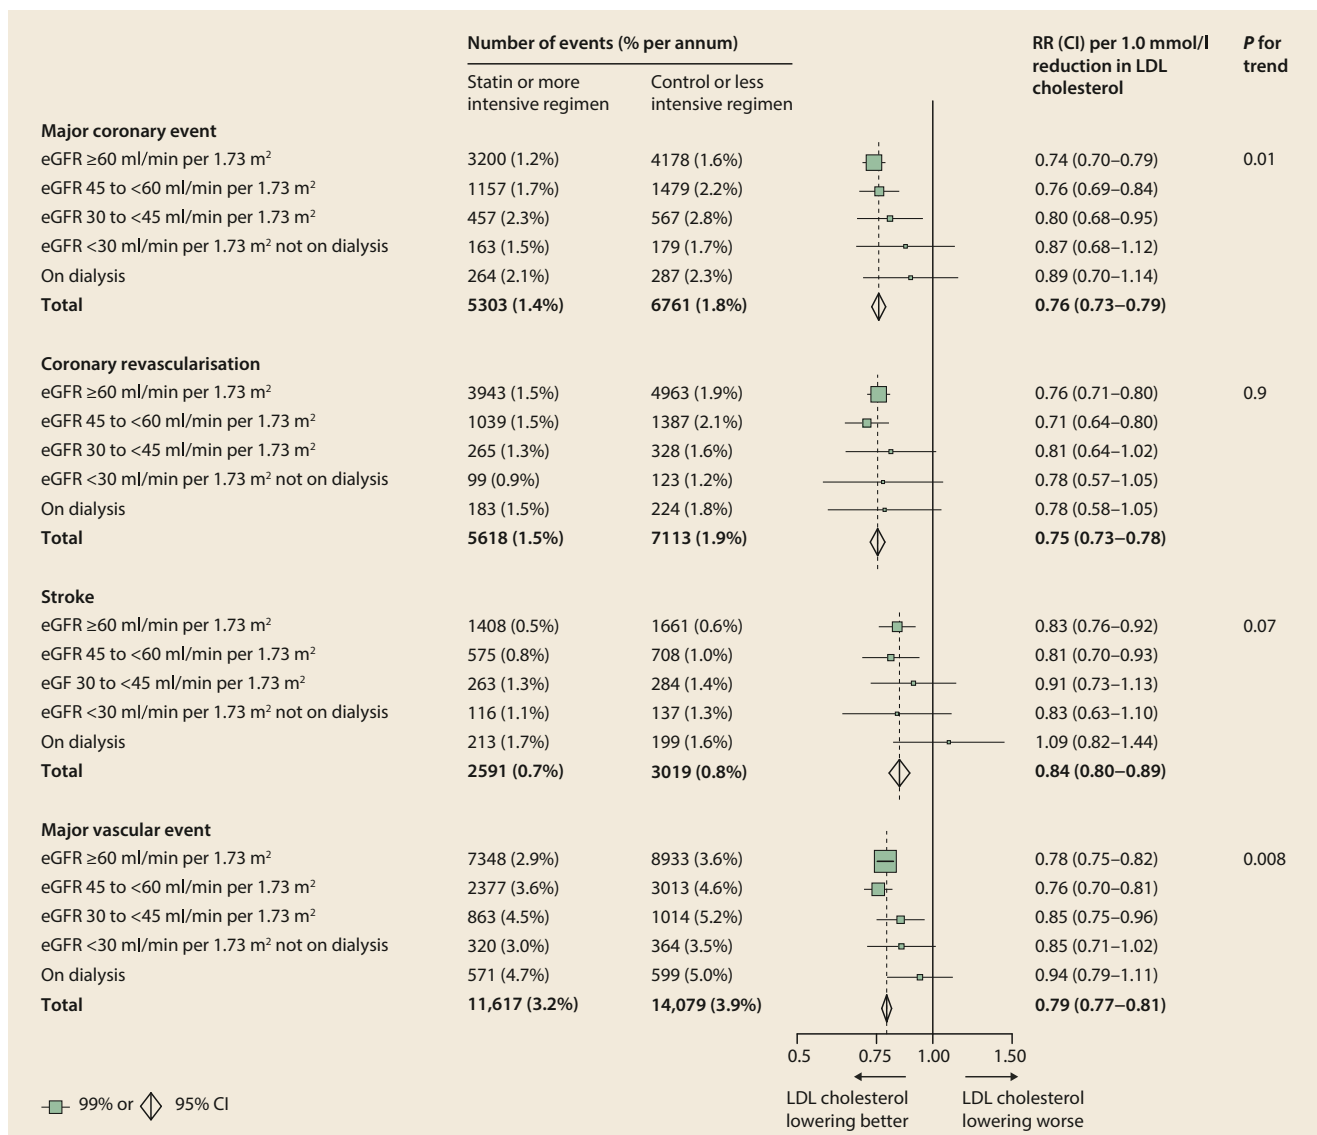 Number of events (% per annum)
RR (CI) per 1.0 mmol/l reduction in LDL cholesterol
P for trend
Statin or more intensive regimen
Control or less intensive regimen
Major coronary event
eGFR ≥60 ml/min per 1.73 m² 3200 (1.2%) 4178 (1.6%) 0.74 (0.70–0.79) 0.01
eGFR 45 to <60 ml/min per 1.73 m² 1157 (1.7%) 1479 (2.2%) 0.76 (0.69–0.84)
eGFR 30 to <45 ml/min per 1.73 m² 457 (2.3%) 567 (2.8%) 0.80 (0.68–0.95)
eGFR <30 ml/min per 1.73 m² not on dialysis 163 (1.5%) 179 (1.7%) 0.87 (0.68–1.12)
On dialysis 264 (2.1%) 287 (2.3%) 0.89 (0.70–1.14)
Total 5303 (1.4%) 6761 (1.8%) 0.76 (0.73–0.79)
Coronary revascularisation
eGFR ≥60 ml/min per 1.73 m² 3943 (1.5%) 4963 (1.9%) 0.76 (0.71–0.80) 0.9
eGFR 45 to <60 ml/min per 1.73 m² 1039 (1.5%) 1387 (2.1%) 0.71 (0.64–0.80)
eGFR 30 to <45 ml/min per 1.73 m² 265 (1.3%) 328 (1.6%) 0.81 (0.64–1.02)
eGFR <30 ml/min per 1.73 m² not on dialysis 99 (0.9%) 123 (1.2%) 0.78 (0.57–1.05)
On dialysis 183 (1.5%) 224 (1.8%) 0.78 (0.58–1.05)
Total 5618 (1.5%) 7113 (1.9%) 0.75 (0.73–0.78)
Stroke
eGFR ≥60 ml/min per 1.73 m² 1408 (0.5%) 1661 (0.6%) 0.83 (0.76–0.92) 0.07
eGFR 45 to <60 ml/min per 1.73 m² 575 (0.8%) 708 (1.0%) 0.81 (0.70–0.93)
eGF 30 to <45 ml/min per 1.73 m² 263 (1.3%) 284 (1.4%) 0.91 (0.73–1.13)
eGFR <30 ml/min per 1.73 m² not on dialysis 116 (1.1%) 137 (1.3%) 0.83 (0.63–1.10)
On dialysis 213 (1.7%) 199 (1.6%) 1.09 (0.82–1.44)
Total 2591 (0.7%) 3019 (0.8%) 0.84 (0.80–0.89)
Major vascular event
eGFR ≥60 ml/min per 1.73 m² 7348 (2.9%) 8933 (3.6%) 0.78 (0.75–0.82) 0.008
eGFR 45 to <60 ml/min per 1.73 m² 2377 (3.6%) 3013 (4.6%) 0.76 (0.70–0.81)
eGFR 30 to <45 ml/min per 1.73 m² 863 (4.5%) 1014 (5.2%) 0.85 (0.75–0.96)
eGFR <30 ml/min per 1.73 m² not on dialysis 320 (3.0%) 364 (3.5%) 0.85 (0.71–1.02)
On dialysis 571 (4.7%) 599 (5.0%) 0.94 (0.79–1.11)
Total 11,617 (3.2%) 14,079 (3.9%) 0.79 (0.77–0.81)
0.5 0.75 1.00 1.50
LDL cholesterol lowering better
LDL cholesterol lowering worse
99% or 95% CI